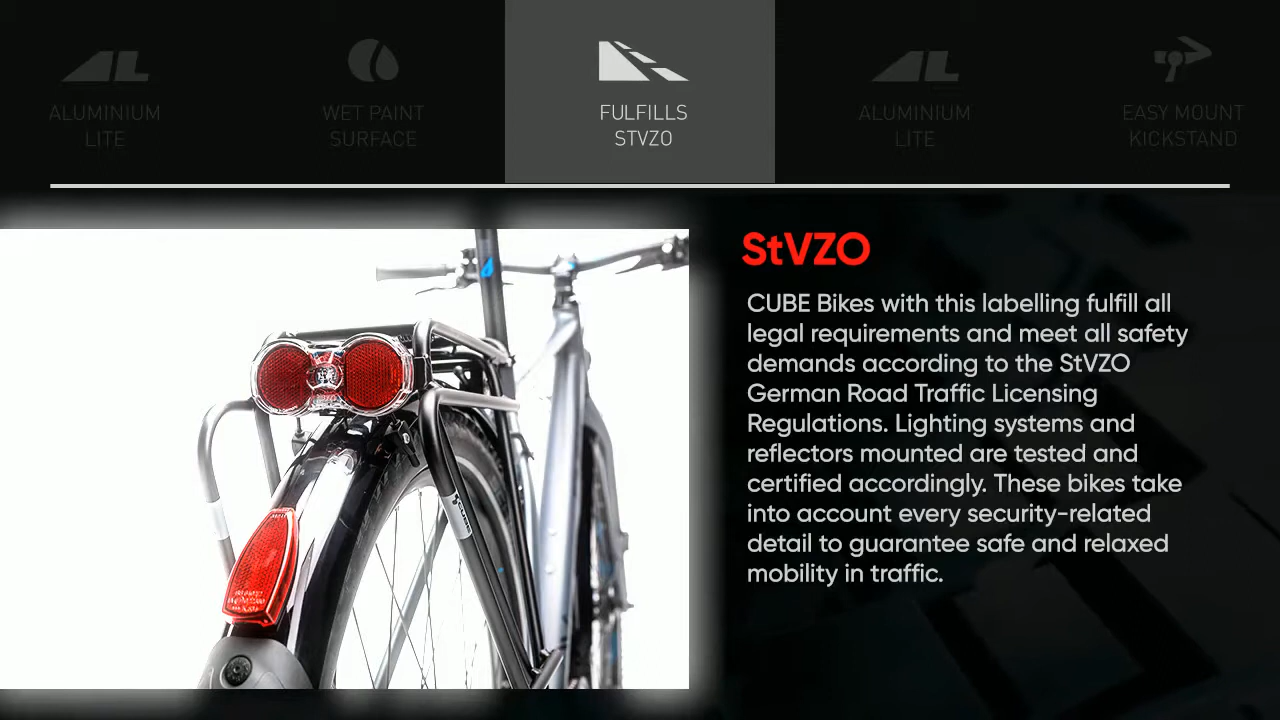 ALUMINIUM
LITE
WET PAINT
SURFACE
FULFILLS
STVZO
ALUMINIUM
LITE
EASY MOUNT
KICKSTAND
StVZO
CUBE Bikes with this labelling fulfill all
legal requirements and meet all safety
demands according to the StVZO
German Road Traffic Licensing
Regulations. Lighting systems and
reflectors mounted are tested and
certified accordingly. These bikes take
into account every security-related
detail to guarantee safe and relaxed
mobility in traffic.
CUBE